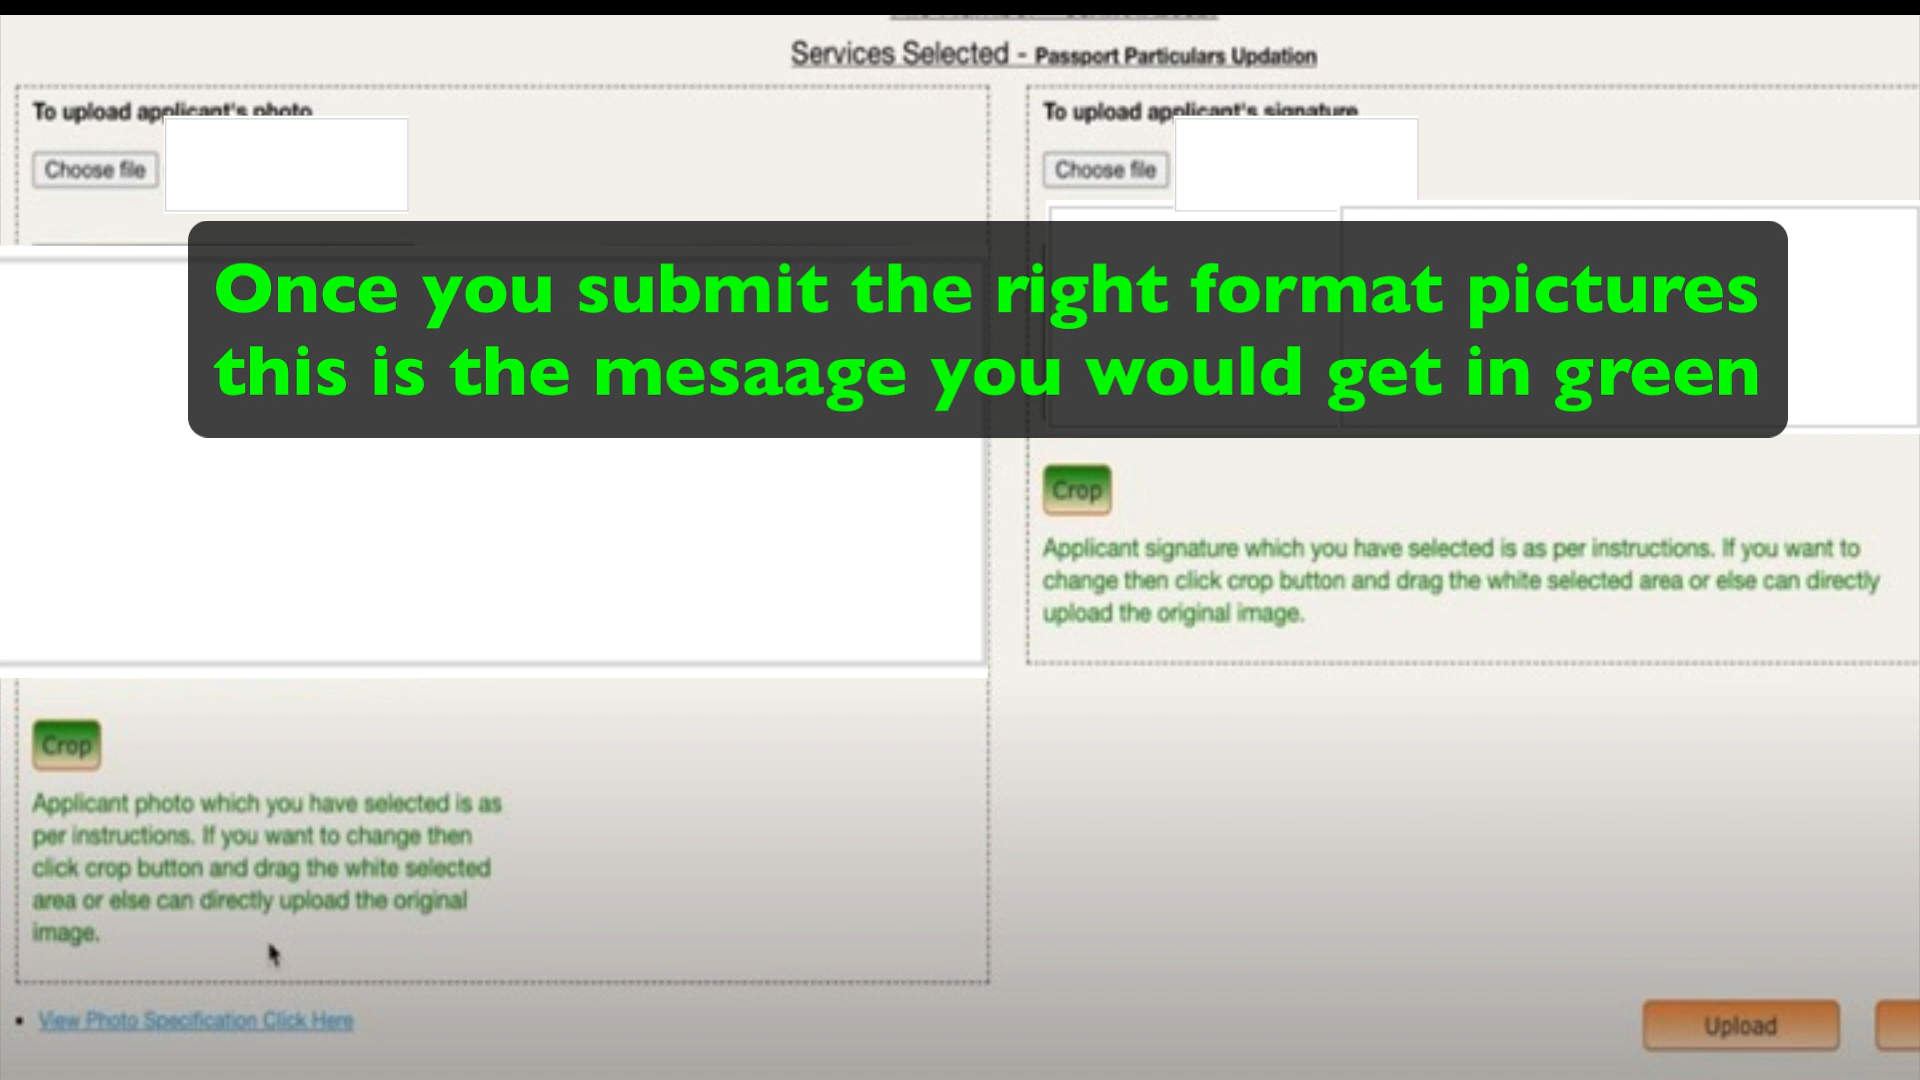 Services Selected - Passport Particulars Updation
To upload applicant's photo
Choose file
To upload applicant's signature
Choose file
Once you submit the right format pictures
this is the mesaage you would get in green
Crop
Applicant signature which you have selected is as per instructions. If you want to
change then click crop button and drag the white selected area or else can directly
upload the original image.
Crop
Applicant photo which you have selected is as
per instructions. If you want to change then
click crop button and drag the white selected
area or else can directly upload the original
image.
View Photo Specification Click Here
Upload